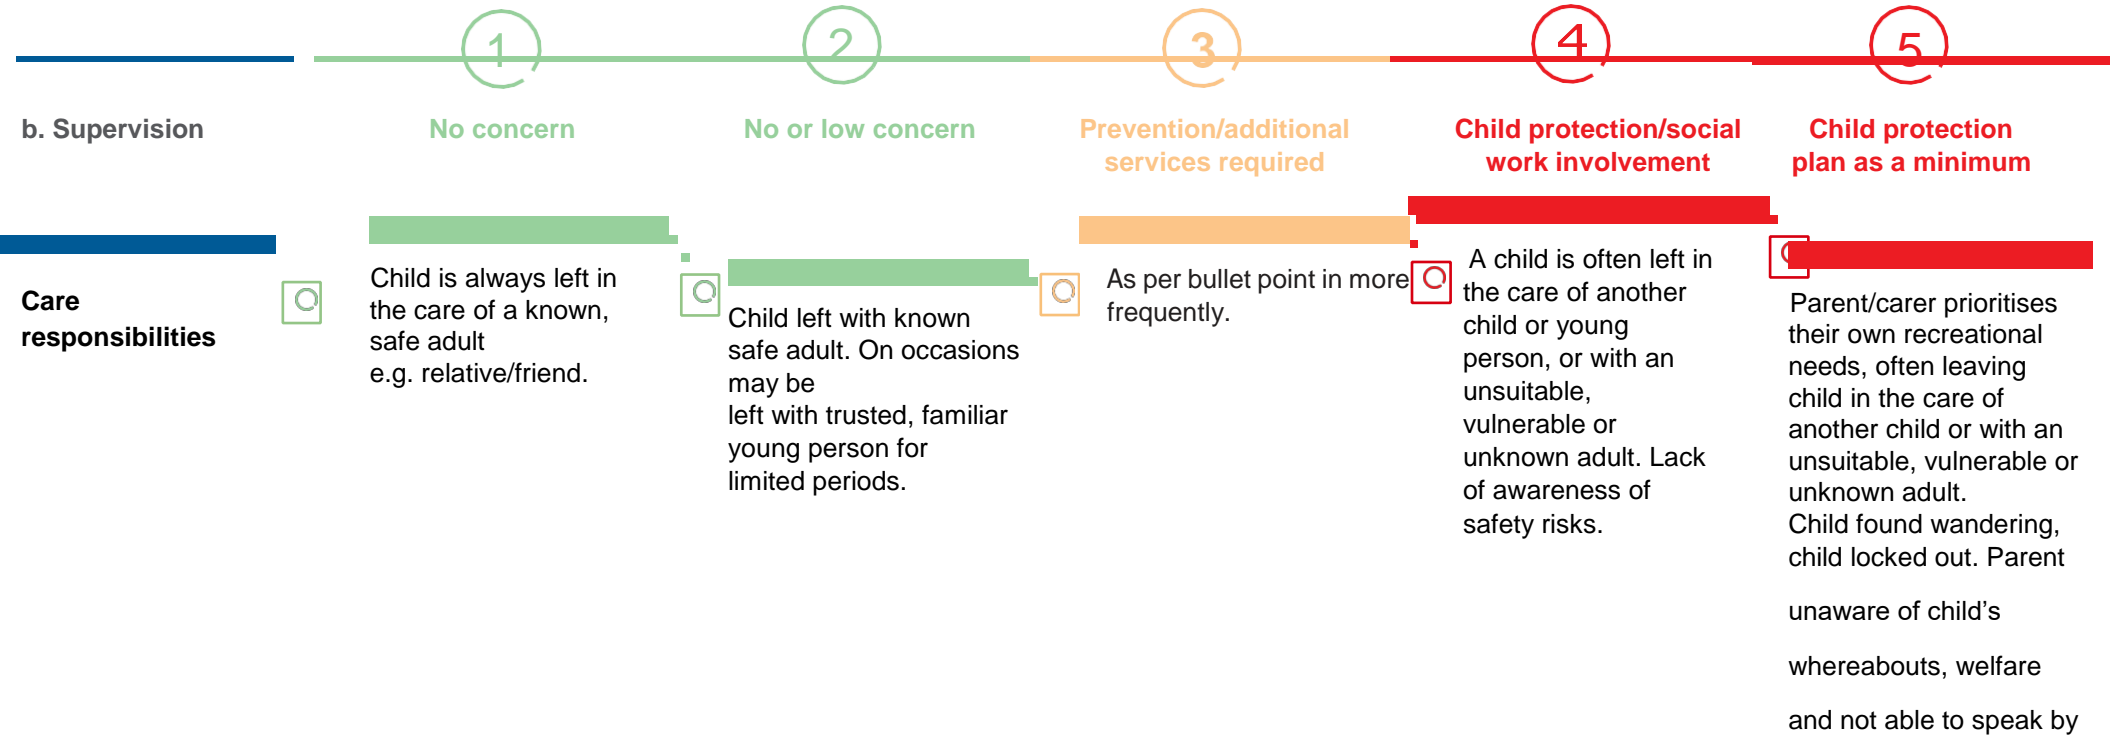 1
2
3
4
5
b. Supervision
No concern
No or low concern
Prevention/additional
services required
Child protection/social
work involvement
Child protection
plan as a minimum
Care
responsibilities
Child is always left in
the care of a known,
safe adult
e.g. relative/friend.
Child left with known
safe adult. On occasions
may be
left with trusted, familiar
young person for
limited periods.
As per bullet point in more
frequently.
A child is often left in
the care of another
child or young
person, or with an
unsuitable,
vulnerable or
unknown adult. Lack
of awareness of
safety risks.
Parent/carer prioritises
their own recreational
needs, often leaving
child in the care of
another child or with an
unsuitable, vulnerable or
unknown adult.
Child found wandering,
child locked out. Parent
unaware of child’s
whereabouts, welfare
and not able to speak by